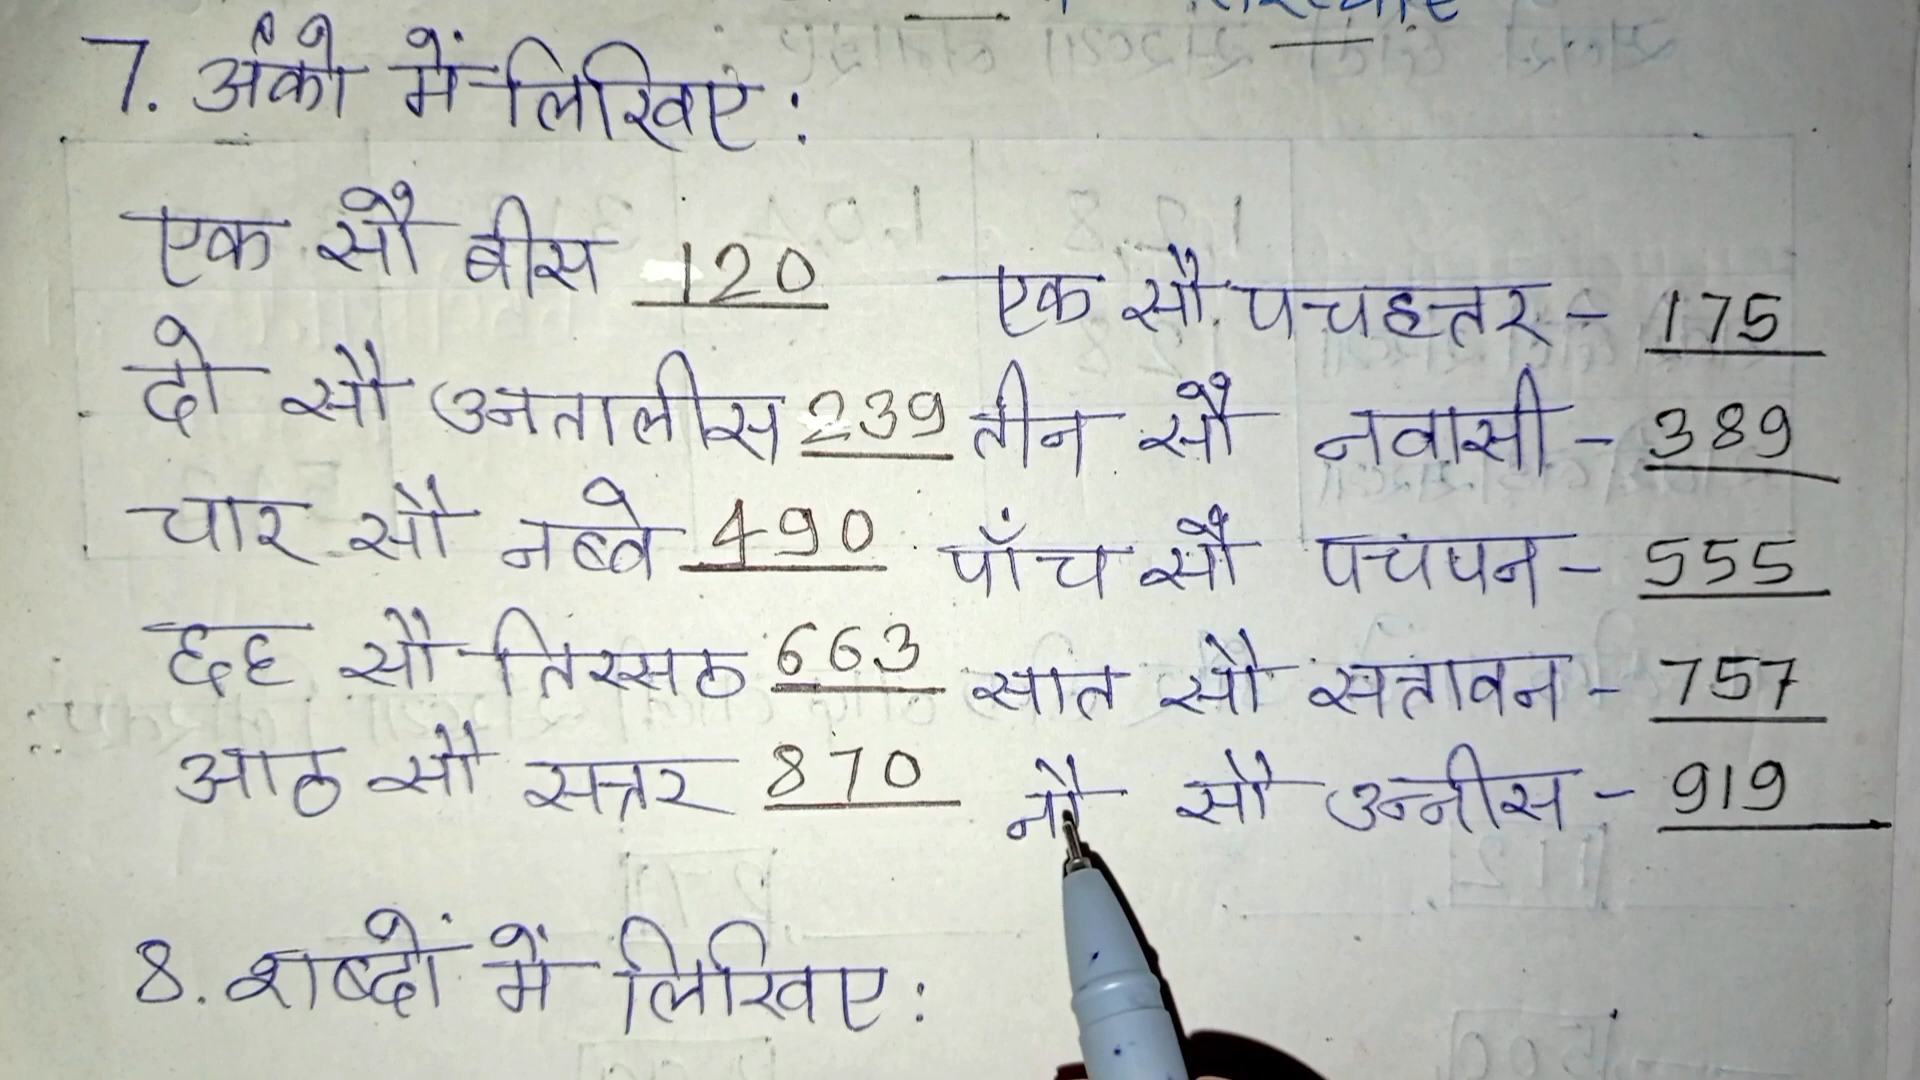 7. अंको में लिखिए:
एक सौ बीस 120
एक सौ पचहत्तर - 175
दो सौ उनतालीस 239
तीन सौ नवासी - 389
चार सौ नब्बे 490
पाँच सौ पचपन - 555
छह सौ तिरसठ 663
सात सौ सत्तावन - 757
आठ सौ सत्तर 870
नौ सौ उन्नीस - 919
8. शब्दों में लिखिए: